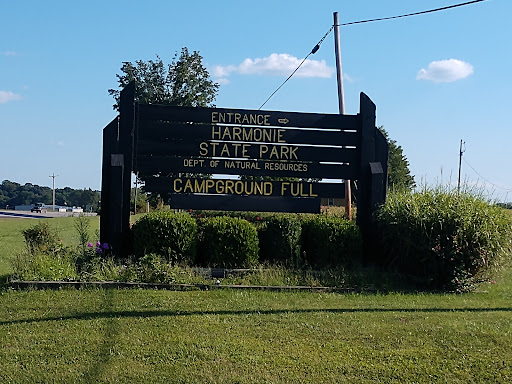 ENTRANCE ⇨
HARMONIE
STATE PARK
DEPT. OF NATURAL RESOURCES
CAMPGROUND FULL